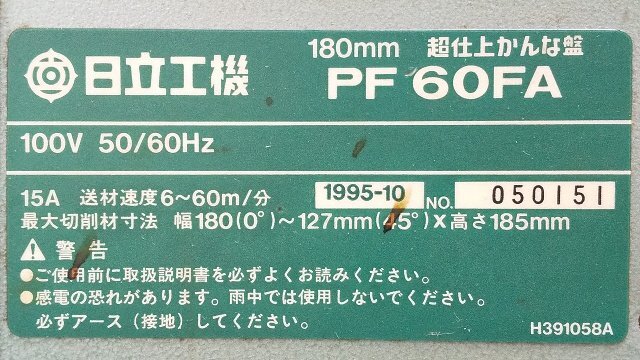 180mm 超仕上かんな盤
日立工機 PF 60FA
100V 50/60Hz
15A 送材速度6～60m/分 1995-10 NO. 050151
最大切削材寸法 幅180(0°)～127mm(45°)×高さ185mm
警告
●ご使用前に取扱説明書を必ずよくお読みください。
●感電の恐れがあります。雨中では使用しないでください。
必ずアース（接地）してください。
H391058A